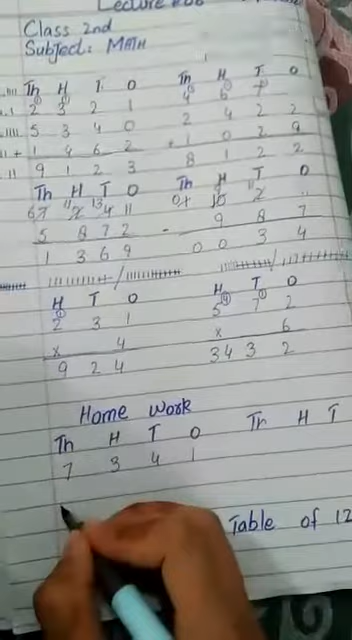 Class 2nd
Subject: MATH
Th H T O Th H T O
2 3 2 1 4 6 7
5 3 4 0 2 4 2 2
+ 1 4 6 2 + 1 0 2 9
9 1 2 3 8 1 2 2
Th H T O Th H T O
5 8 7 2 - 9 8 7
1 3 6 9 0 0 3 4
H T O H T O
2 3 1 5 7 2
x 4 x 6
9 2 4 3 4 3 2
Home Work
Th H T O Th H T
7 3 4 1
Table of 12